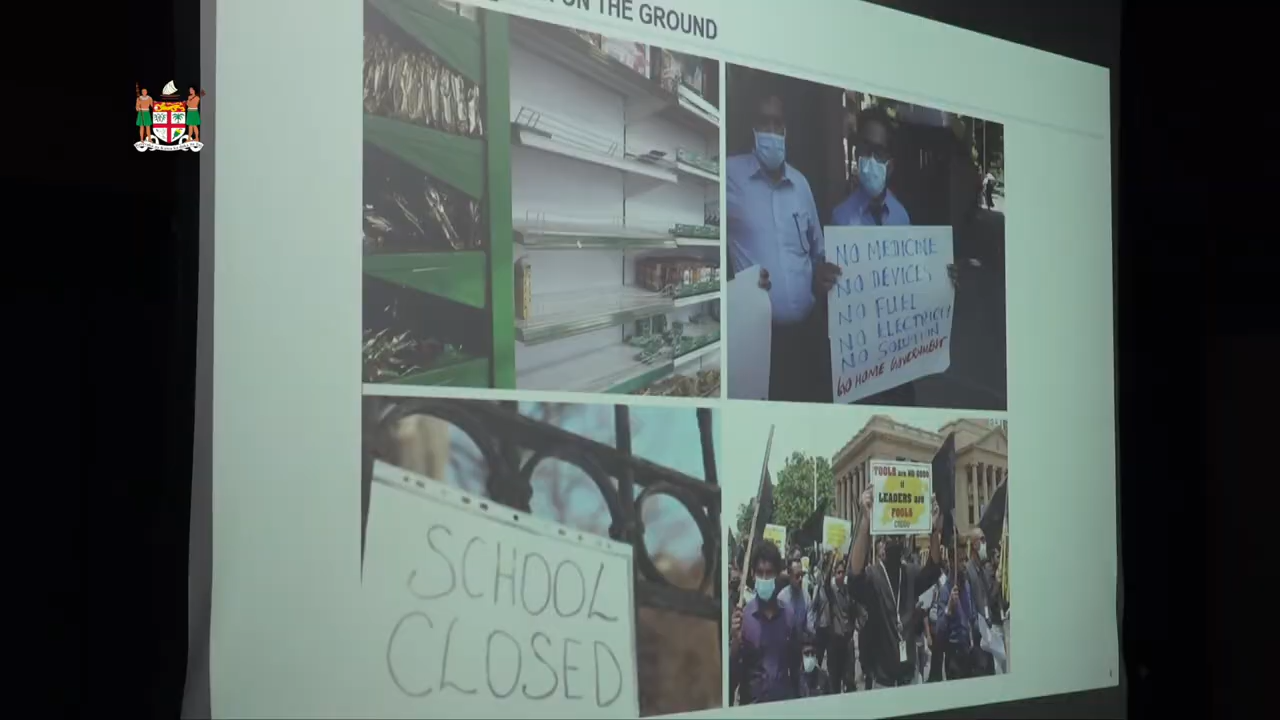 ON THE GROUND
NO MEDICINE
NO DEVICES
NO FUEL
NO ELECTRICITY
NO SOLUTION
GO HOME GOVERNMENT
SCHOOL
CLOSED
TOOLS are NO GOOD
if
LEADERS are
FOOLS